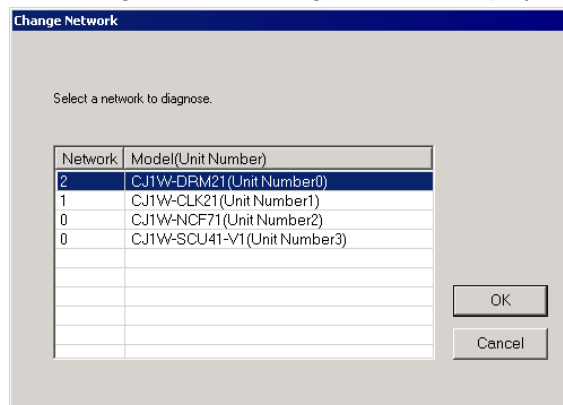 Change Network
Select a network to diagnose.
Network Model(Unit Number)
2 CJ1W-DRM21(Unit Number0)
1 CJ1W-CLK21(Unit Number1)
0 CJ1W-NCF71(Unit Number2)
0 CJ1W-SCU41-V1(Unit Number3)
OK
Cancel